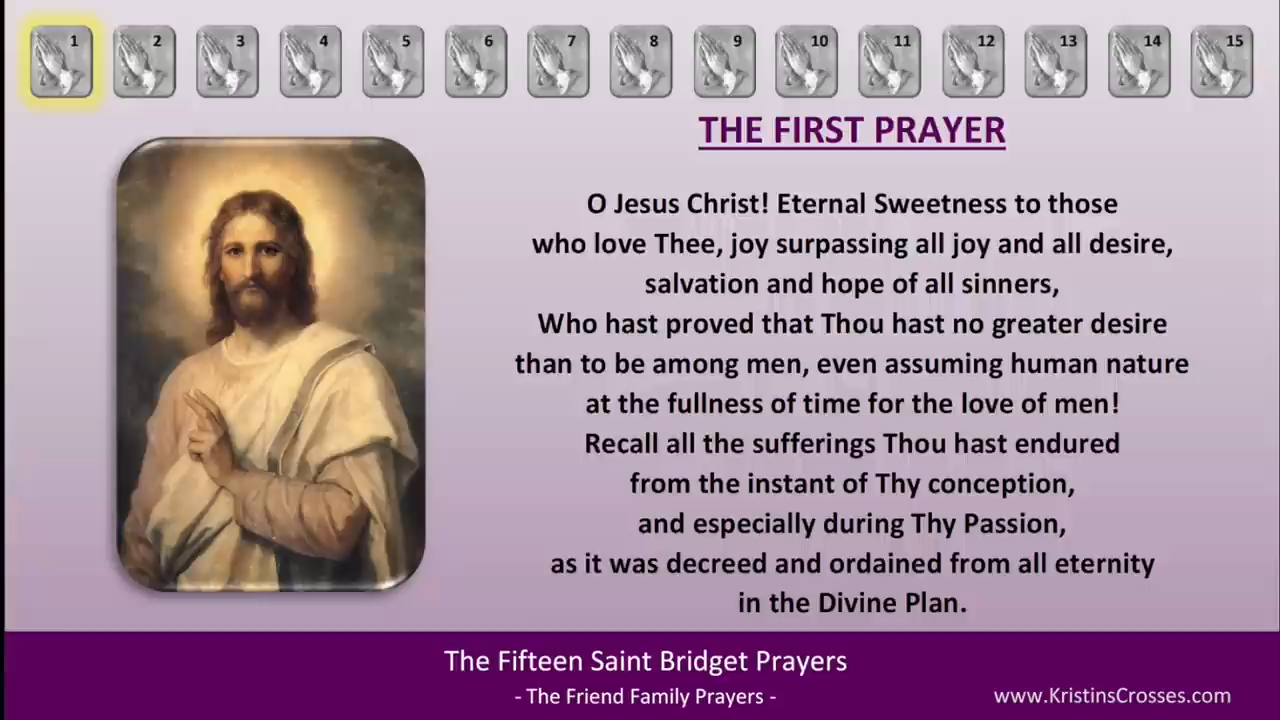 1 2 3 4 5 6 7 8 9 10 11 12 13 14 15
THE FIRST PRAYER
O Jesus Christ! Eternal Sweetness to those
who love Thee, joy surpassing all joy and all desire,
salvation and hope of all sinners,
Who hast proved that Thou hast no greater desire
than to be among men, even assuming human nature
at the fullness of time for the love of men!
Recall all the sufferings Thou hast endured
from the instant of Thy conception,
and especially during Thy Passion,
as it was decreed and ordained from all eternity
in the Divine Plan.
The Fifteen Saint Bridget Prayers
- The Friend Family Prayers -
www.KristinsCrosses.com